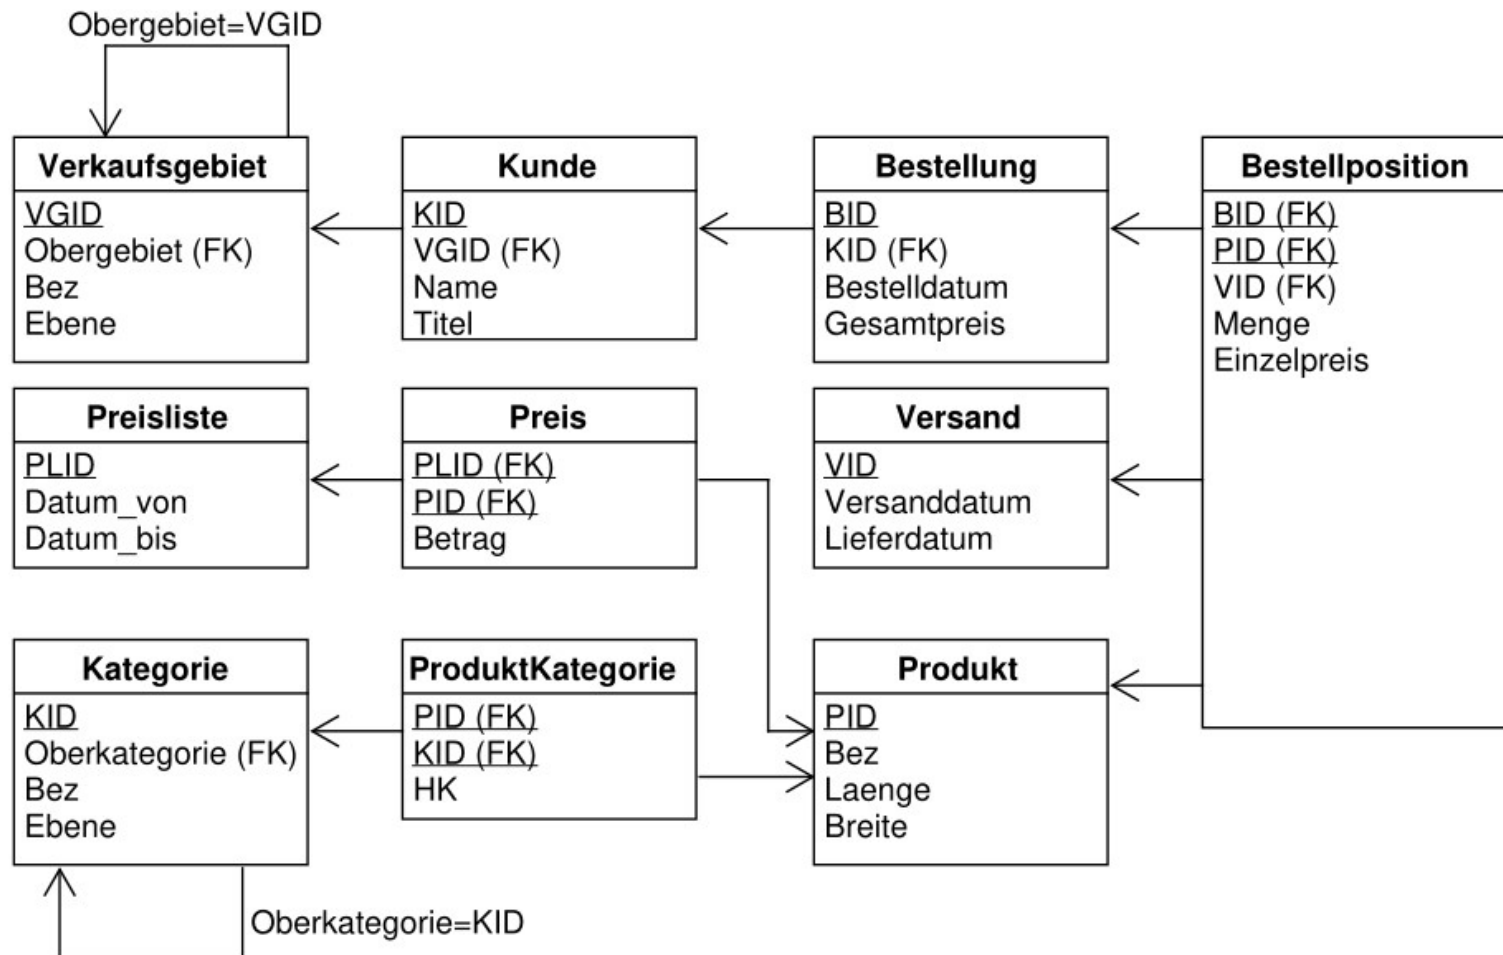 Obergebiet=VGID
Verkaufsgebiet
VGID
Obergebiet (FK)
Bez
Ebene
Kunde
KID
VGID (FK)
Name
Titel
Bestellung
BID
KID (FK)
Bestelldatum
Gesamtpreis
Bestellposition
BID (FK)
PID (FK)
VID (FK)
Menge
Einzelpreis
Preisliste
PLID
Datum_von
Datum_bis
Preis
PLID (FK)
PID (FK)
Betrag
Versand
VID
Versanddatum
Lieferdatum
Kategorie
KID
Oberkategorie (FK)
Bez
Ebene
ProduktKategorie
PID (FK)
KID (FK)
HK
Produkt
PID
Bez
Laenge
Breite
Oberkategorie=KID